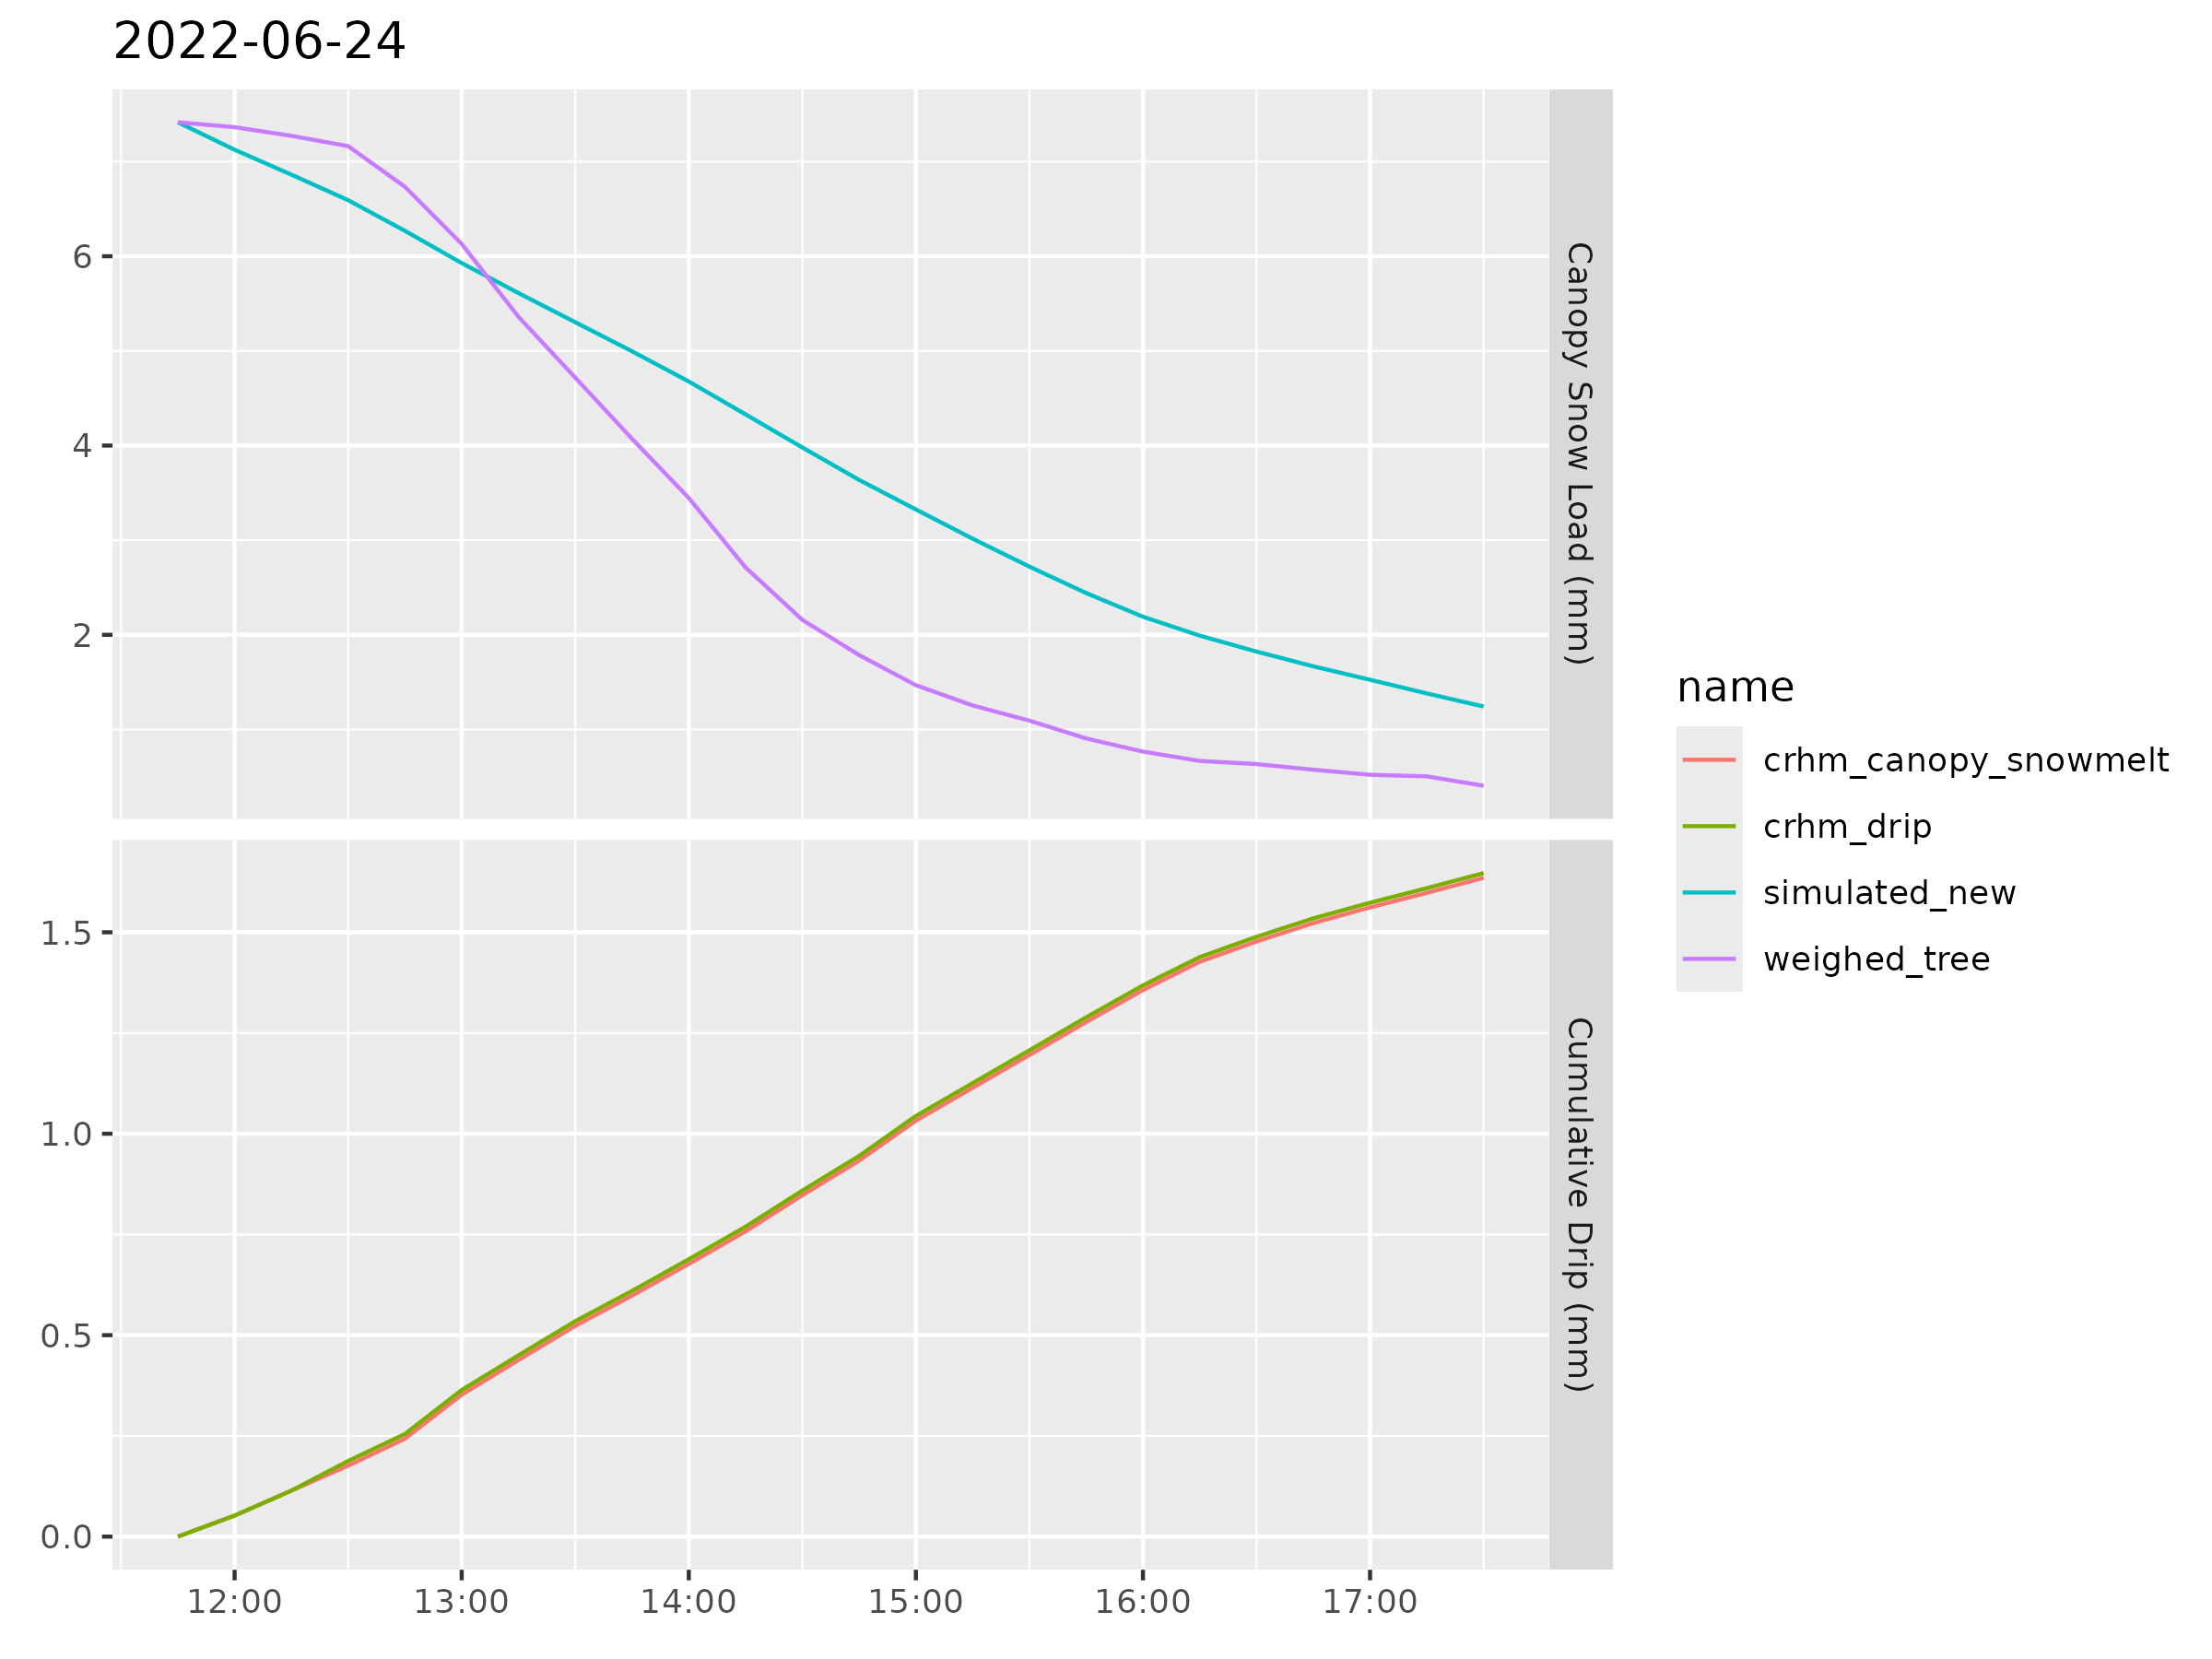 2022-06-24
6
4
2
Canopy Snow Load (mm)
1.5
1.0
0.5
0.0
Cumulative Drip (mm)
12:00 13:00 14:00 15:00 16:00 17:00
name
crhm_canopy_snowmelt
crhm_drip
simulated_new
weighed_tree